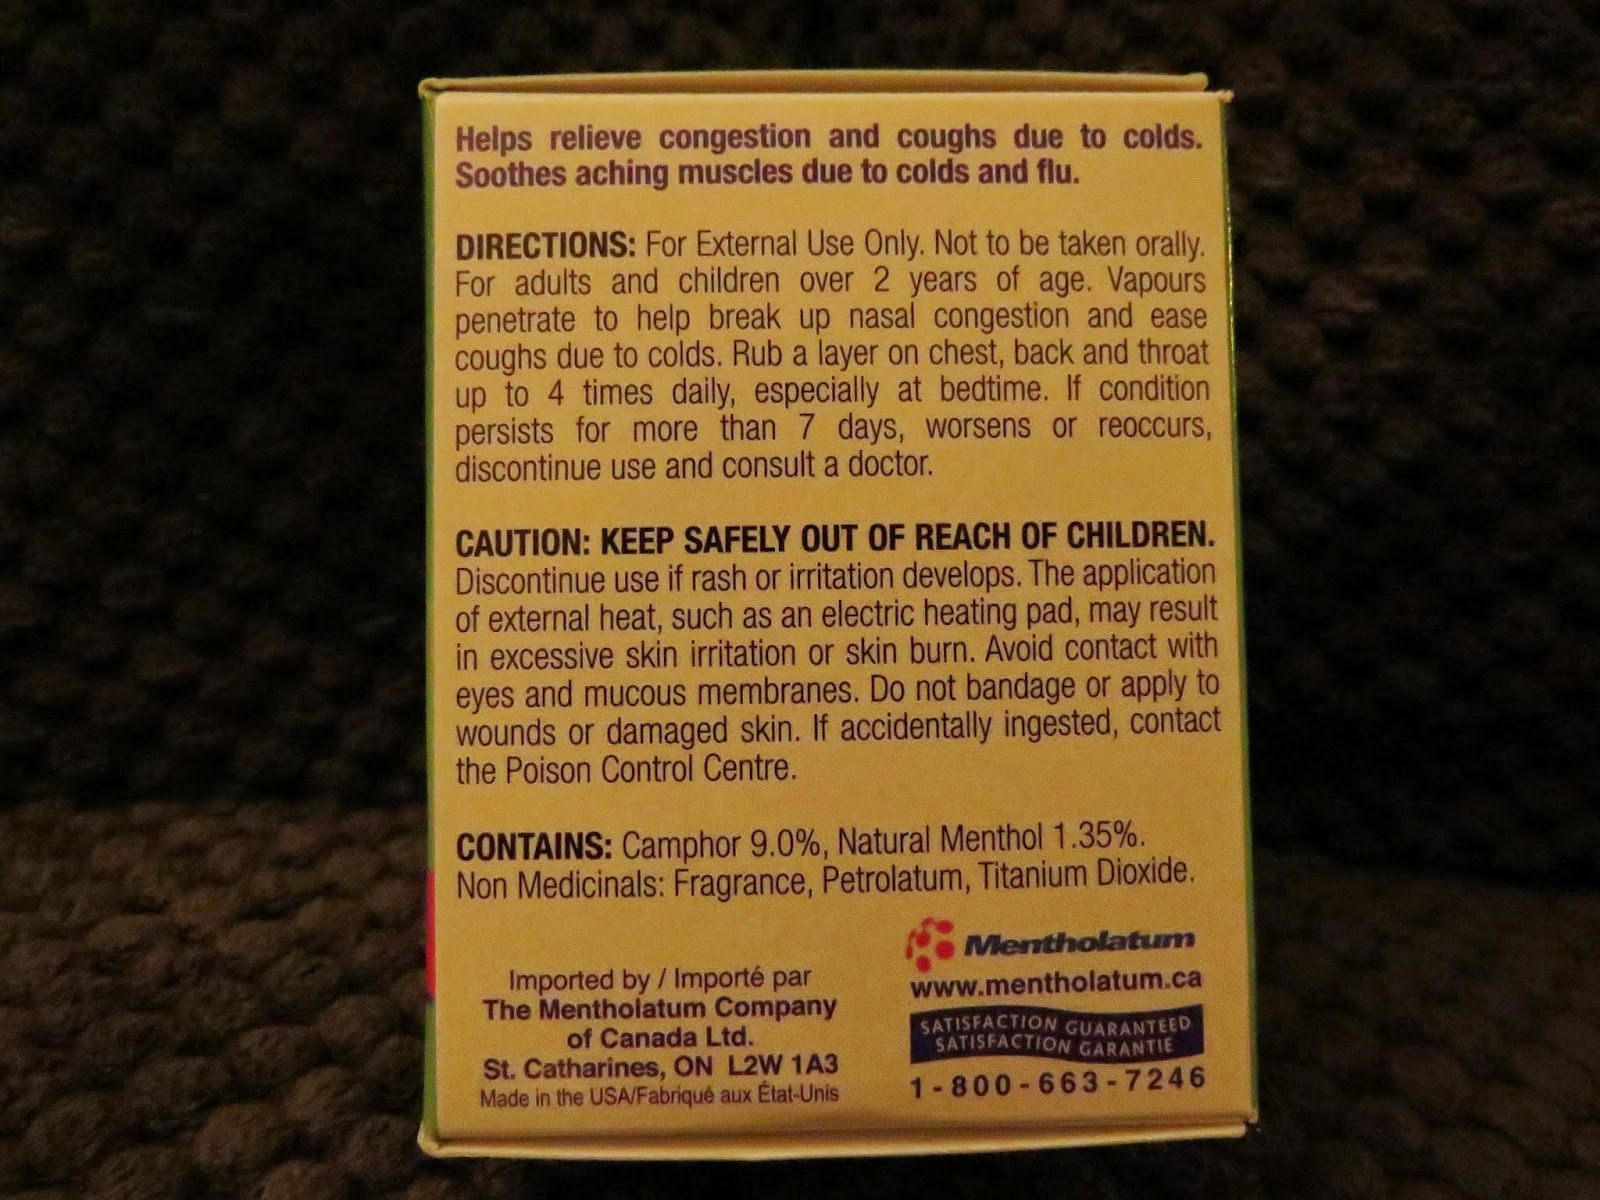 Helps relieve congestion and coughs due to colds.
Soothes aching muscles due to colds and flu.
DIRECTIONS: For External Use Only. Not to be taken orally.
For adults and children over 2 years of age. Vapours
penetrate to help break up nasal congestion and ease
coughs due to colds. Rub a layer on chest, back and throat
up to 4 times daily, especially at bedtime. If condition
persists for more than 7 days, worsens or reoccurs,
discontinue use and consult a doctor.
CAUTION: KEEP SAFELY OUT OF REACH OF CHILDREN.
Discontinue use if rash or irritation develops. The application
of external heat, such as an electric heating pad, may result
in excessive skin irritation or skin burn. Avoid contact with
eyes and mucous membranes. Do not bandage or apply to
wounds or damaged skin. If accidentally ingested, contact
the Poison Control Centre.
CONTAINS: Camphor 9.0%, Natural Menthol 1.35%.
Non Medicinals: Fragrance, Petrolatum, Titanium Dioxide.
Imported by / Importé par
The Mentholatum Company
of Canada Ltd.
St. Catharines, ON L2W 1A3
Made in the USA/Fabriqué aux État-Unis
Mentholatum
www.mentholatum.ca
SATISFACTION GUARANTEED
SATISFACTION GARANTIE
1-800-663-7246